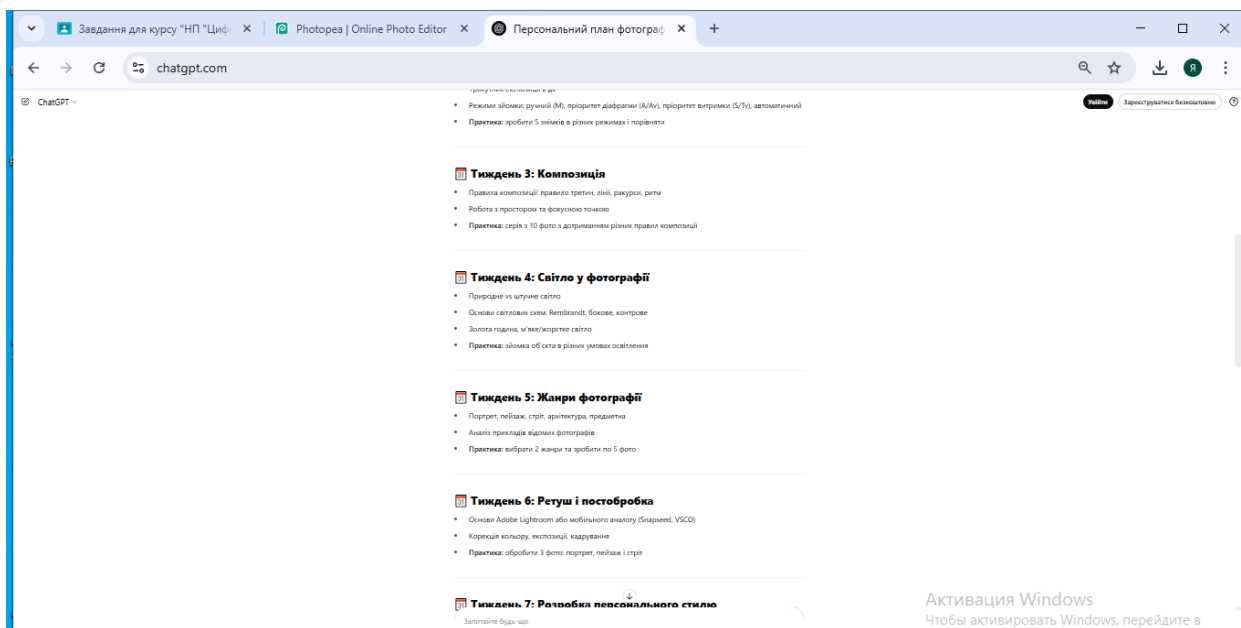 Завдання для курсу "НП "Циф
Photopea | Online Photo Editor
Персональний план фотограф
chatgpt.com
Я
ChatGPT
Увійти
Зареєструватися безкоштовно
Режими зйомки: ручний (M), пріоритет діафрагми (A/Av), пріоритет витримки (S/Tv), автоматичний
Практика: зробити 5 знімків в різних режимах і порівняти
Тиждень 3: Композиція
Правила композиції: правило третин, лінії, ракурси, ритм
Робота з простором та фокусною точкою
Практика: серія з 10 фото з дотриманням різних правил композиції
Тиждень 4: Світло у фотографії
Природне vs штучне світло
Основи світлових схем: Rembrandt, бокове, контрове
Золота година, м'яке/жорстке світло
Практика: зйомка об'єкта в різних умовах освітлення
Тиждень 5: Жанри фотографії
Портрет, пейзаж, стріт, архітектура, предметна
Аналіз прикладів відомих фотографів
Практика: вибрати 2 жанри та зробити по 5 фото
Тиждень 6: Ретуш і постобробка
Основи Adobe Lightroom або мобільного аналогу (Snapseed, VSCO)
Корекція кольору, експозиції, кадрування
Практика: обробити 3 фото: портрет, пейзаж і стріт
Тиждень 7: Розробка персонального стилю
Запитайте будь-що
Активация Windows
Чтобы активировать Windows, перейдите в